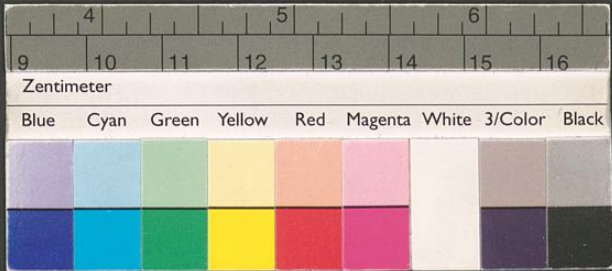 4 5 6
9 10 11 12 13 14 15 16
Zentimeter
Blue Cyan Green Yellow Red Magenta White 3/Color Black